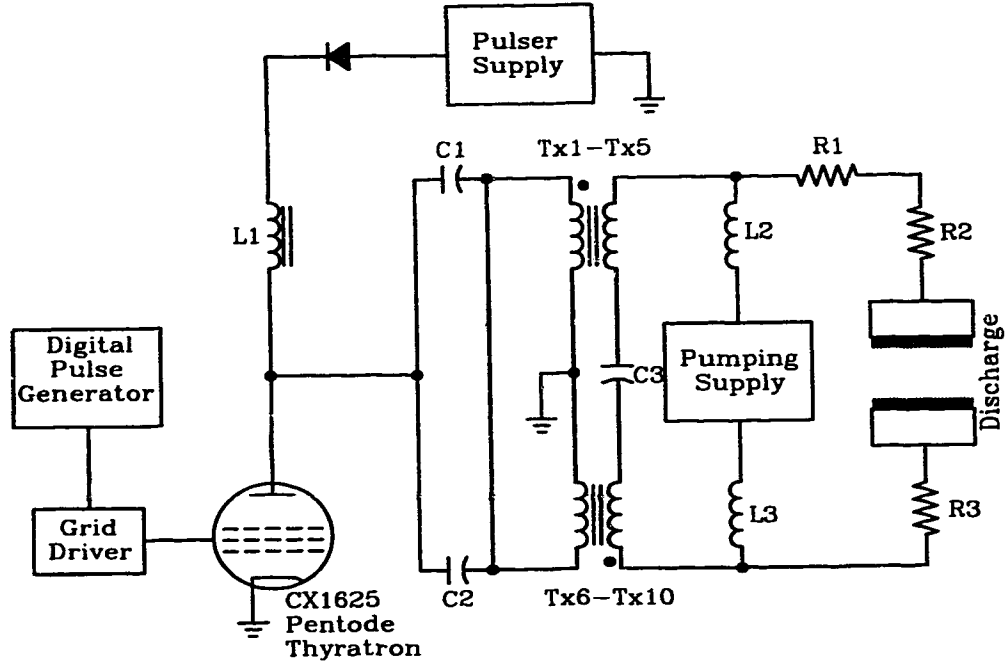 Pulser
Supply
C1
Tx1-Tx5
R1
L1
L2
R2
Digital
Pulse
Generator
C3
Pumping
Supply
Discharge
Grid
Driver
L3
R3
CX1625
Pentode
Thyratron
C2
Tx6-Tx10